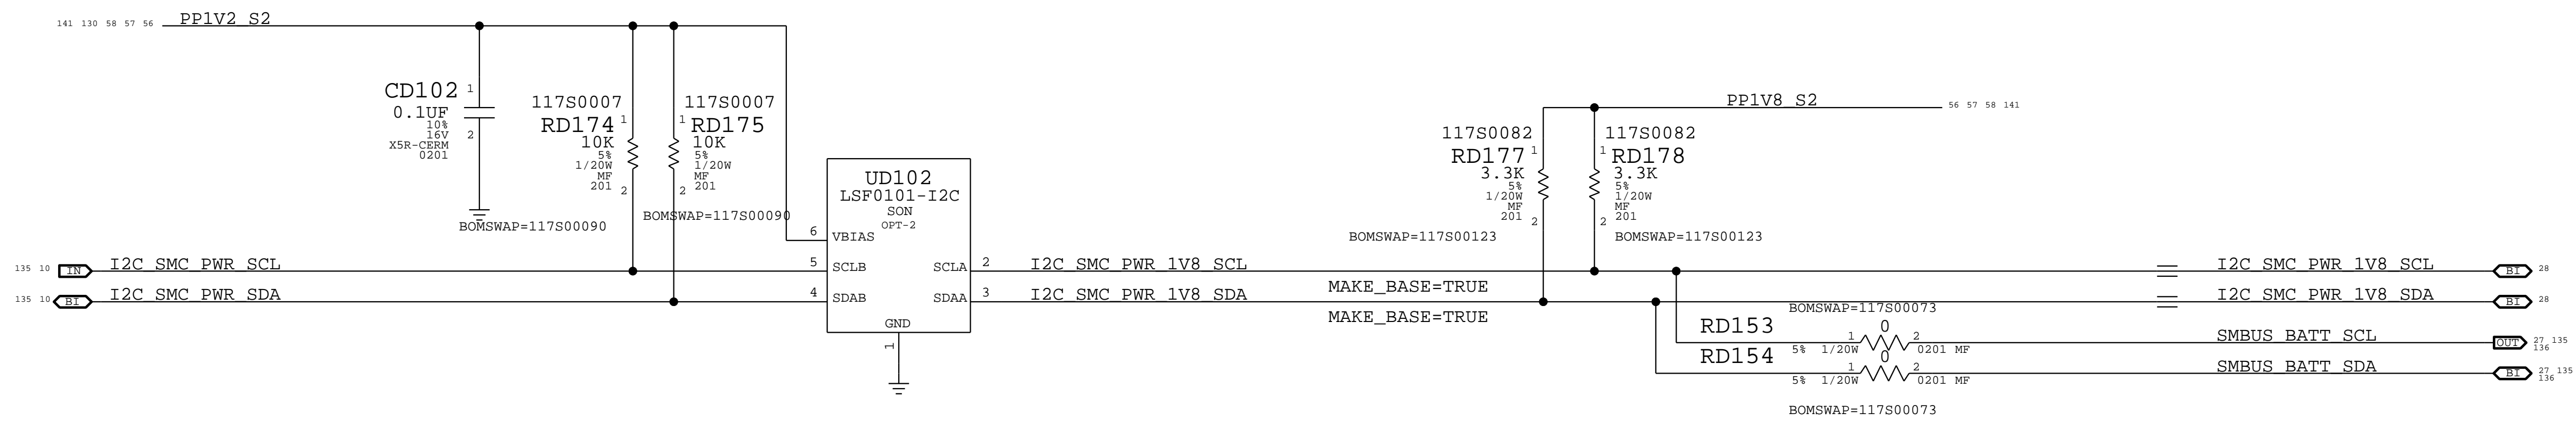 141 130 58 57 56
PP1V2_S2
CD102
1
0.1UF
10%
16V
X5R-CERM
0201
2
117S0007
RD174
1
10K
5%
1/20W
MF
201
2
BOMSWAP=117S00090
117S0007
1
RD175
10K
5%
1/20W
MF
201
2
BOMSWAP=117S00090
UD102
LSF0101-I2C
SON
OPT-2
6
VBIAS
5
SCLB
SCLA
2
4
SDAB
SDAA
3
GND
1
135 10
IN
I2C_SMC_PWR_SCL
135 10
BI
I2C_SMC_PWR_SDA
I2C_SMC_PWR_1V8_SCL
MAKE_BASE=TRUE
I2C_SMC_PWR_1V8_SDA
MAKE_BASE=TRUE
PP1V8_S2
56 57 58 141
117S0082
RD177
1
3.3K
5%
1/20W
MF
201
2
BOMSWAP=117S00123
117S0082
1
RD178
3.3K
5%
1/20W
MF
201
2
BOMSWAP=117S00123
I2C_SMC_PWR_1V8_SCL
BI
28
I2C_SMC_PWR_1V8_SDA
BI
28
BOMSWAP=117S00073
RD153
0
1
2
5%
1/20W
0201
MF
SMBUS_BATT_SCL
OUT
27 135
136
RD154
0
1
2
5%
1/20W
0201
MF
SMBUS_BATT_SDA
BI
27 135
136
BOMSWAP=117S00073